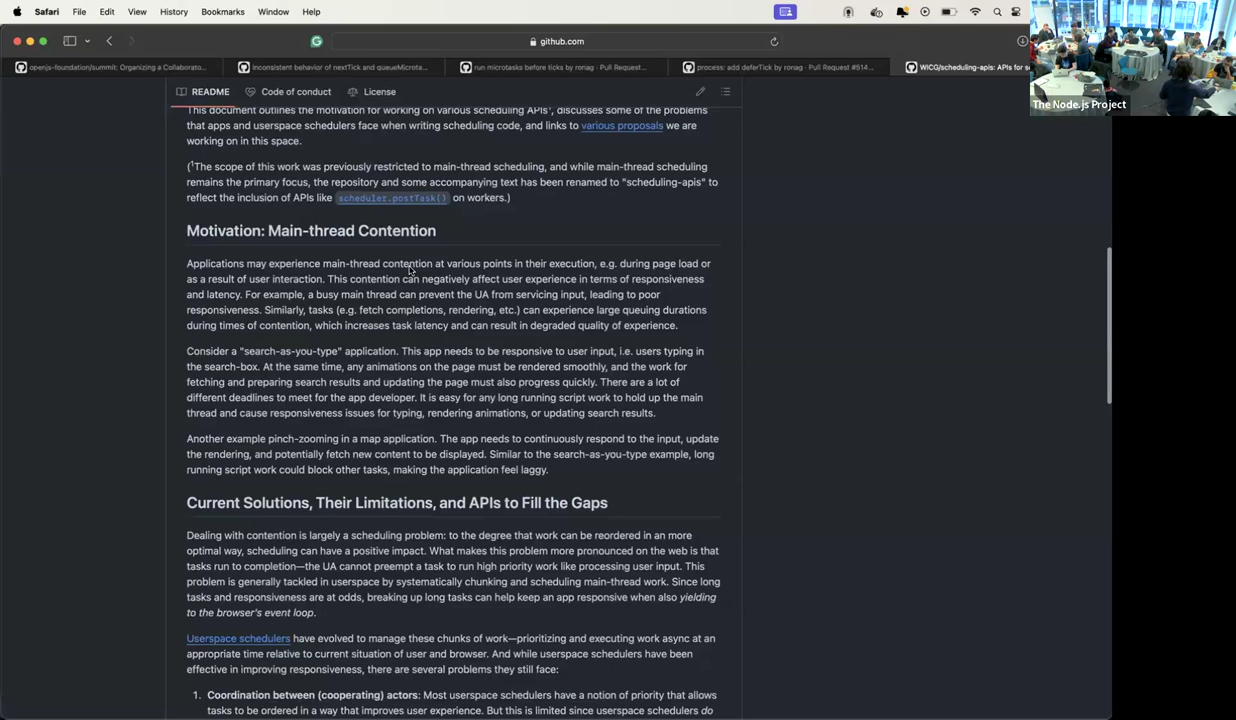 Safari File Edit View History Bookmarks Window Help
github.com
openjs-foundation/summit: Organizing a Collaborato...
inconsistent behavior of nextTick and queueMicrota...
run microtasks before ticks by ronag · Pull Request...
process: add deferTick by ronag · Pull Request #514...
WICG/scheduling-apis: APIs for s
The Node.js Project
README Code of conduct License
This document outlines the motivation for working on various scheduling APIs¹, discusses some of the problems
that apps and userspace schedulers face when writing scheduling code, and links to various proposals we are
working on in this space.
(¹The scope of this work was previously restricted to main-thread scheduling, and while main-thread scheduling
remains the primary focus, the repository and some accompanying text has been renamed to "scheduling-apis" to
reflect the inclusion of APIs like scheduler.postTask() on workers.)
Motivation: Main-thread Contention
Applications may experience main-thread contention at various points in their execution, e.g. during page load or
as a result of user interaction. This contention can negatively affect user experience in terms of responsiveness
and latency. For example, a busy main thread can prevent the UA from servicing input, leading to poor
responsiveness. Similarly, tasks (e.g. fetch completions, rendering, etc.) can experience large queuing durations
during times of contention, which increases task latency and can result in degraded quality of experience.
Consider a "search-as-you-type" application. This app needs to be responsive to user input, i.e. users typing in
the search-box. At the same time, any animations on the page must be rendered smoothly, and the work for
fetching and preparing search results and updating the page must also progress quickly. There are a lot of
different deadlines to meet for the app developer. It is easy for any long running script work to hold up the main
thread and cause responsiveness issues for typing, rendering animations, or updating search results.
Another example pinch-zooming in a map application. The app needs to continuously respond to the input, update
the rendering, and potentially fetch new content to be displayed. Similar to the search-as-you-type example, long
running script work could block other tasks, making the application feel laggy.
Current Solutions, Their Limitations, and APIs to Fill the Gaps
Dealing with contention is largely a scheduling problem: to the degree that work can be reordered in an more
optimal way, scheduling can have a positive impact. What makes this problem more pronounced on the web is that
tasks run to completion—the UA cannot preempt a task to run high priority work like processing user input. This
problem is generally tackled in userspace by systematically chunking and scheduling main-thread work. Since long
tasks and responsiveness are at odds, breaking up long tasks can help keep an app responsive when also yielding
to the browser's event loop.
Userspace schedulers have evolved to manage these chunks of work—prioritizing and executing work async at an
appropriate time relative to current situation of user and browser. And while userspace schedulers have been
effective in improving responsiveness, there are several problems they still face:
1. Coordination between (cooperating) actors: Most userspace schedulers have a notion of priority that allows
tasks to be ordered in a way that improves user experience. But this is limited since userspace schedulers do